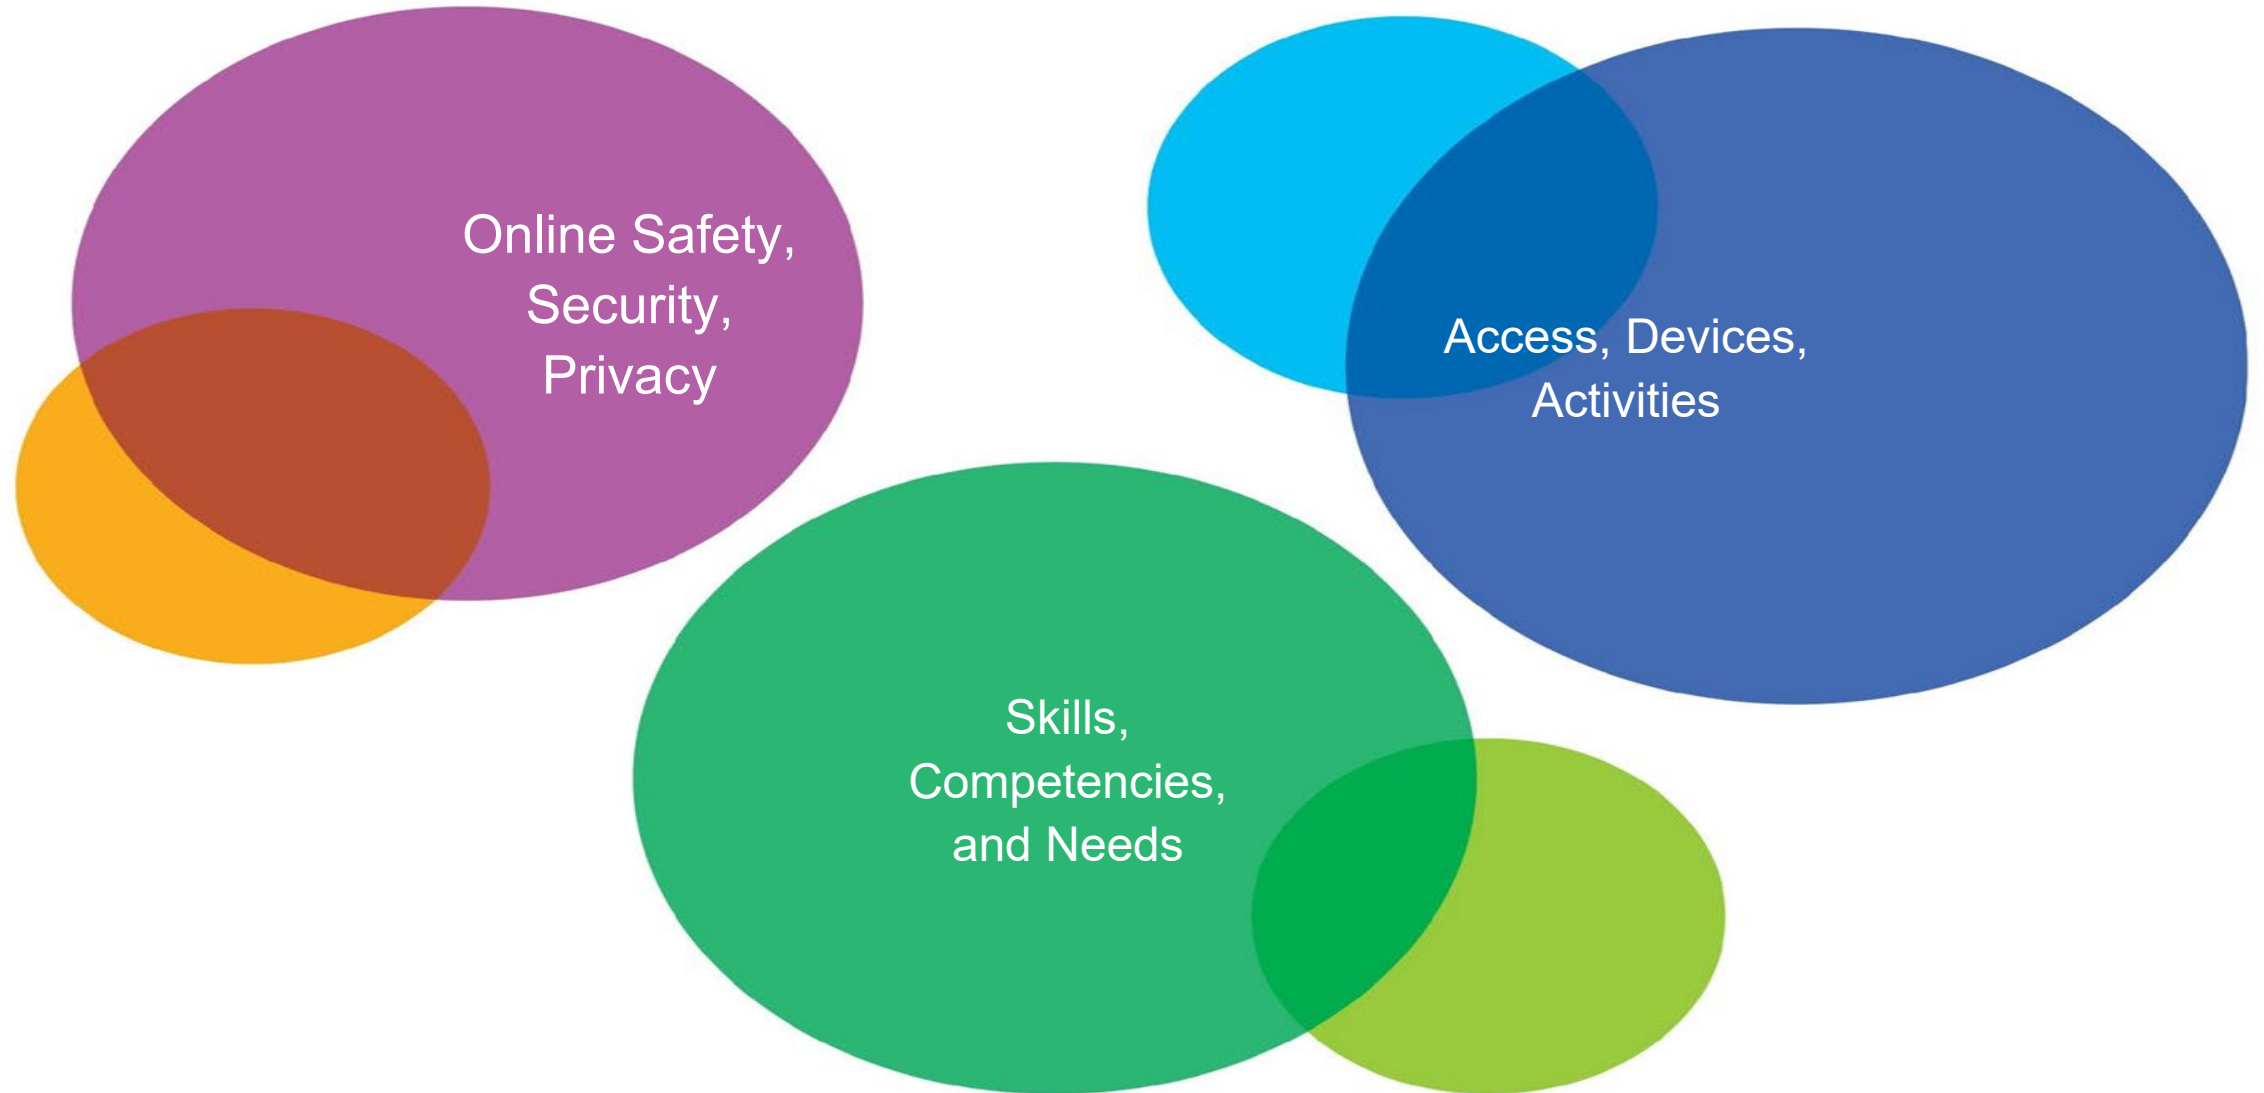 Online Safety,
Security,
Privacy
Access, Devices,
Activities
Skills,
Competencies,
and Needs